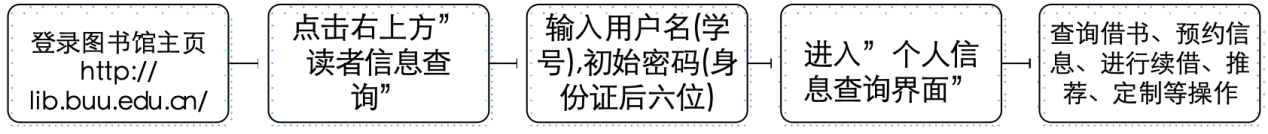 登录图书馆主页
http://
lib.buu.edu.cn/
点击右上方”
读者信息查
询”
输入用户名(学
号),初始密码(身
份证后六位)
进入”个人信
息查询界面”
查询借书、预约信
息、进行续借、推
荐、定制等操作